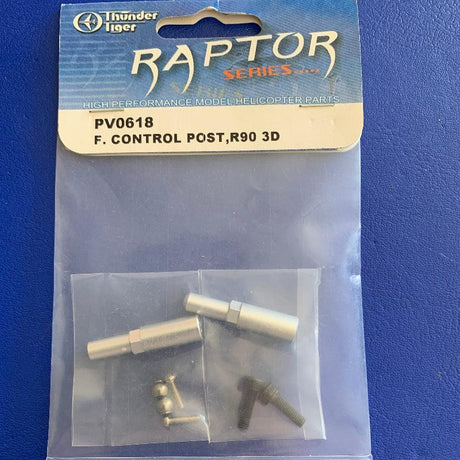 Thunder
Tiger
RAPTOR
SERIES
HIGH PERFORMANCE MODEL HELICOPTER PARTS
PV0618
F. CONTROL POST,R90 3D